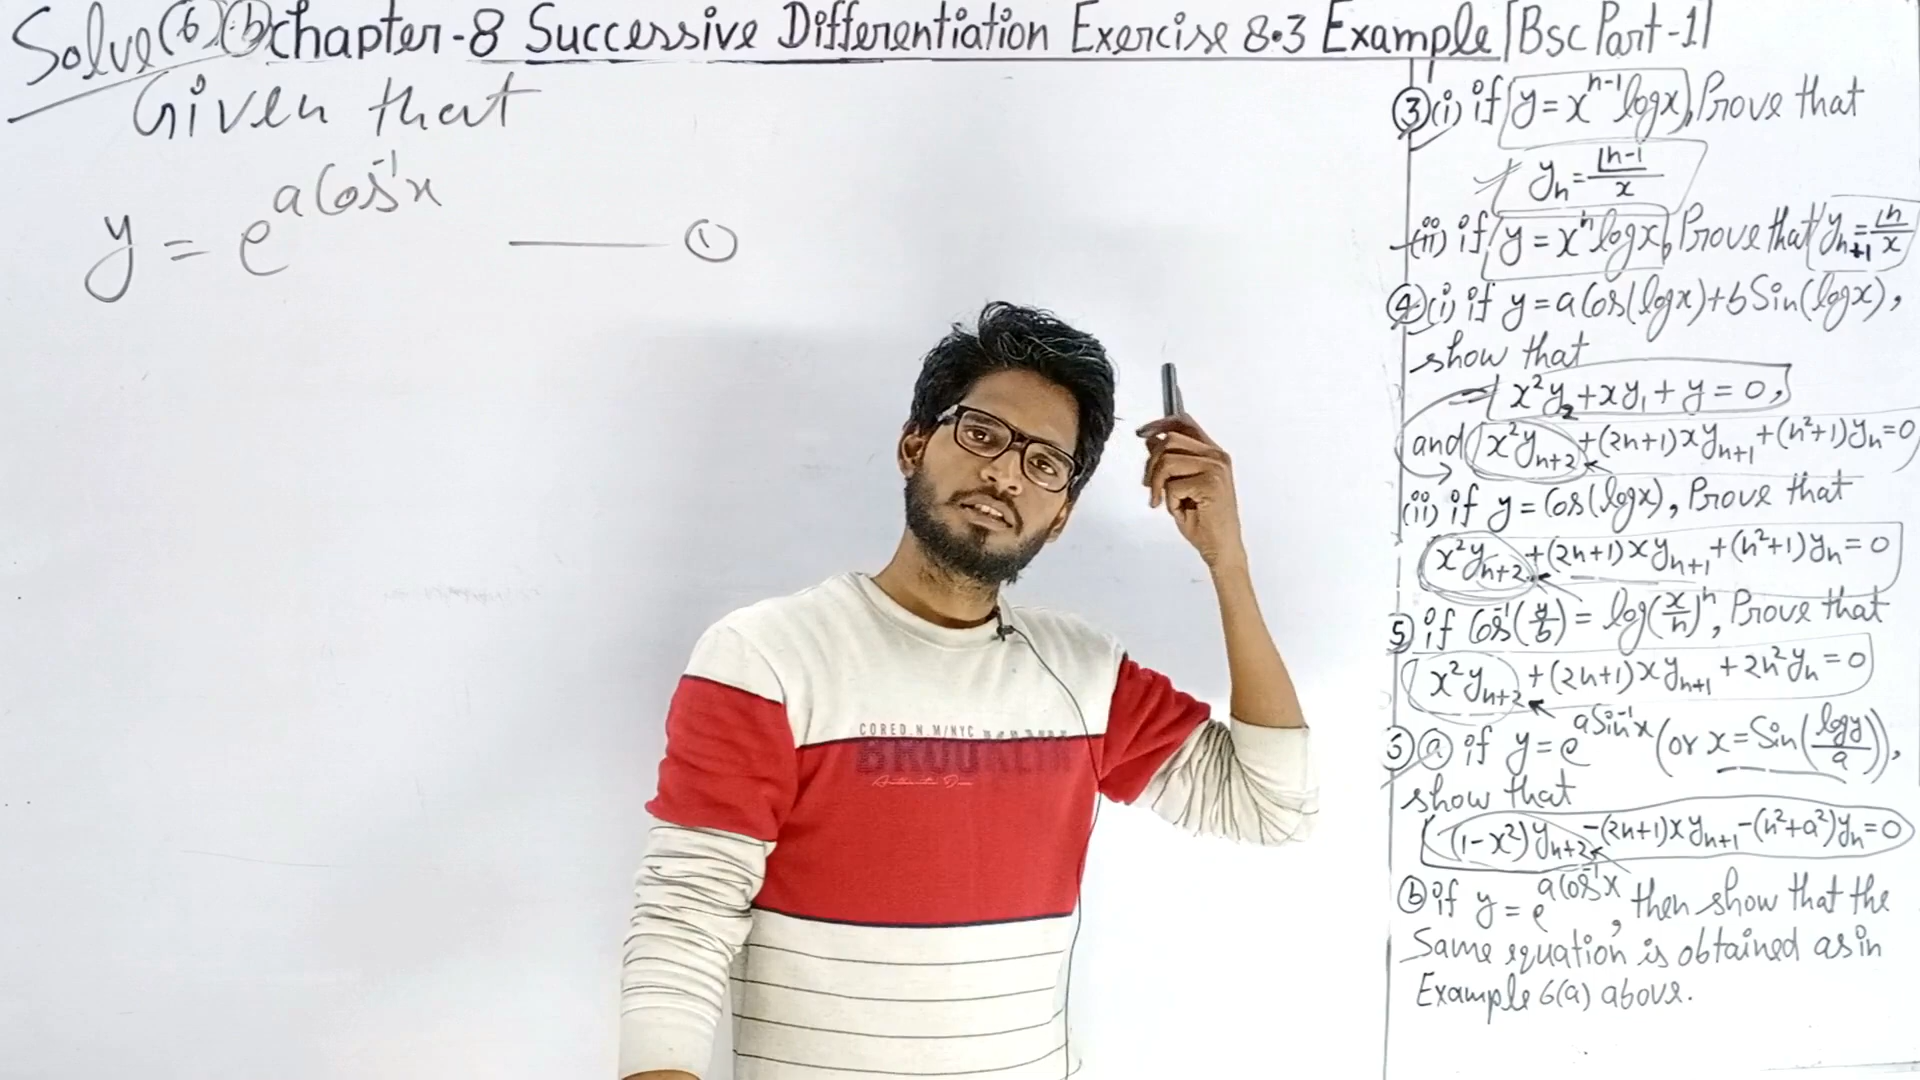 Solve (6)(b) Chapter-8 Successive Differentiation Exercise 8.3 Example [Bsc Part-1]
Given that
y = e^{a Cos⁻¹x} ——— ①
③(i) if y = x^{n-1} log x, Prove that
y_n = ⌊n-1 / x
(ii) if y = x^n log x, Prove that y_{n+1} = ⌊n / x
④(i) if y = a Cos(log x) + b Sin(log x),
show that
x²y₂ + xy₁ + y = 0,
and x²y_{n+2} + (2n+1)xy_{n+1} + (n²+1)y_n = 0
(ii) if y = Cos(log x), Prove that
x²y_{n+2} + (2n+1)xy_{n+1} + (n²+1)y_n = 0
5) if Cos⁻¹(y/b) = log(x/n)^n, Prove that
x²y_{n+2} + (2n+1)xy_{n+1} + 2n²y_n = 0
ⓐ if y = e^{a Sin⁻¹x} (or x = Sin(log y / a)),
show that
(1-x²)y_{n+2} - (2n+1)xy_{n+1} - (n²+a²)y_n = 0
ⓑ if y = e^{a Cos⁻¹x}, then show that the
Same equation is obtained as in
Example 6(a) above.
CORED.N.M/NYC
BROOKLYN